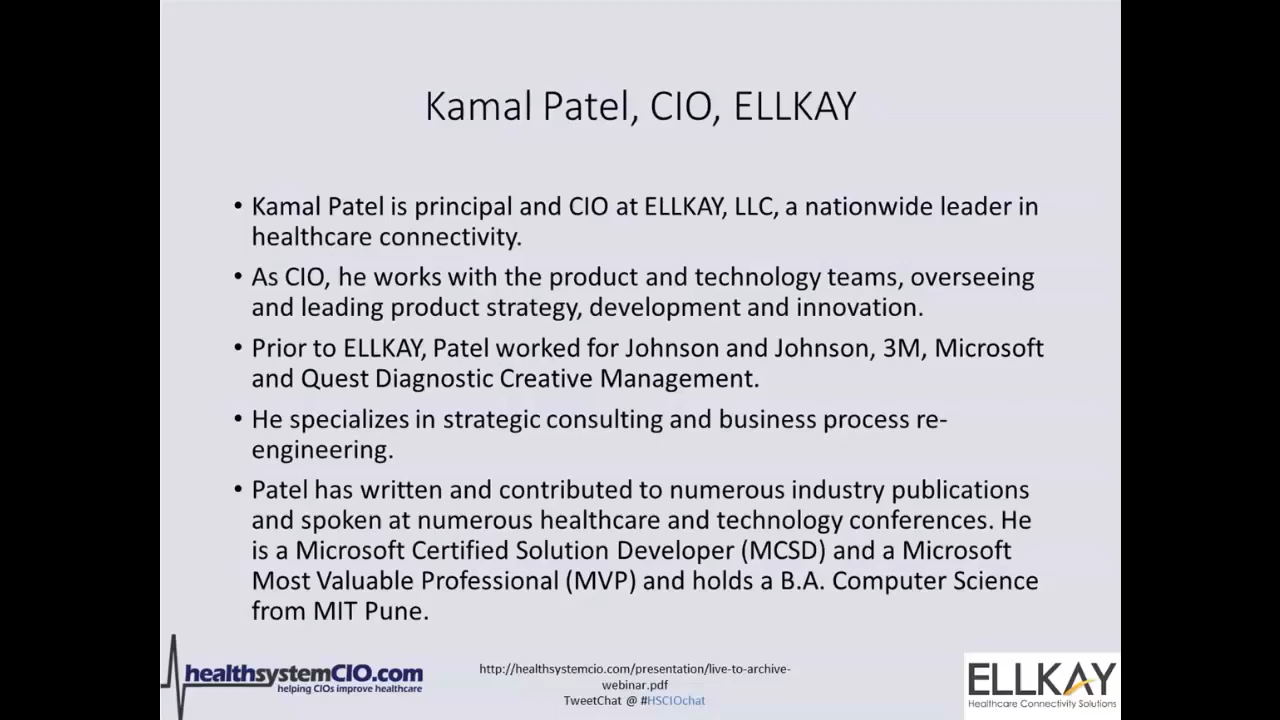 Kamal Patel, CIO, ELLKAY
• Kamal Patel is principal and CIO at ELLKAY, LLC, a nationwide leader in
healthcare connectivity.
• As CIO, he works with the product and technology teams, overseeing
and leading product strategy, development and innovation.
• Prior to ELLKAY, Patel worked for Johnson and Johnson, 3M, Microsoft
and Quest Diagnostic Creative Management.
• He specializes in strategic consulting and business process re-
engineering.
• Patel has written and contributed to numerous industry publications
and spoken at numerous healthcare and technology conferences. He
is a Microsoft Certified Solution Developer (MCSD) and a Microsoft
Most Valuable Professional (MVP) and holds a B.A. Computer Science
from MIT Pune.
healthsystemCIO.com
helping CIOs improve healthcare
http://healthsystemcio.com/presentation/live-to-archive-
webinar.pdf
TweetChat @ #HSCIOchat
ELLKAY
Healthcare Connectivity Solutions